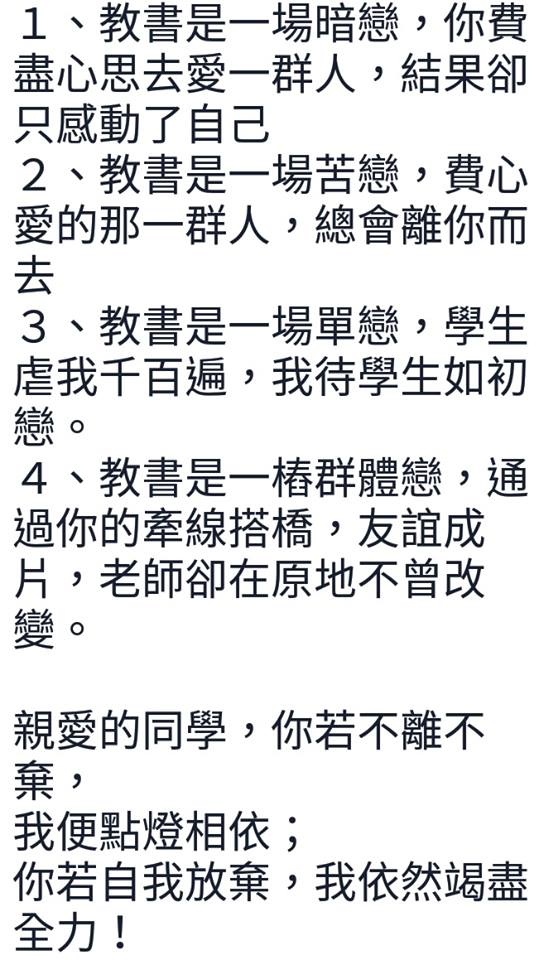 １、教書是一場暗戀，你費
盡心思去愛一群人，結果卻
只感動了自己
２、教書是一場苦戀，費心
愛的那一群人，總會離你而
去
３、教書是一場單戀，學生
虐我千百遍，我待學生如初
戀。
４、教書是一樁群體戀，通
過你的牽線搭橋，友誼成
片，老師卻在原地不曾改
變。
親愛的同學，你若不離不
棄，
我便點燈相依；
你若自我放棄，我依然竭盡
全力！